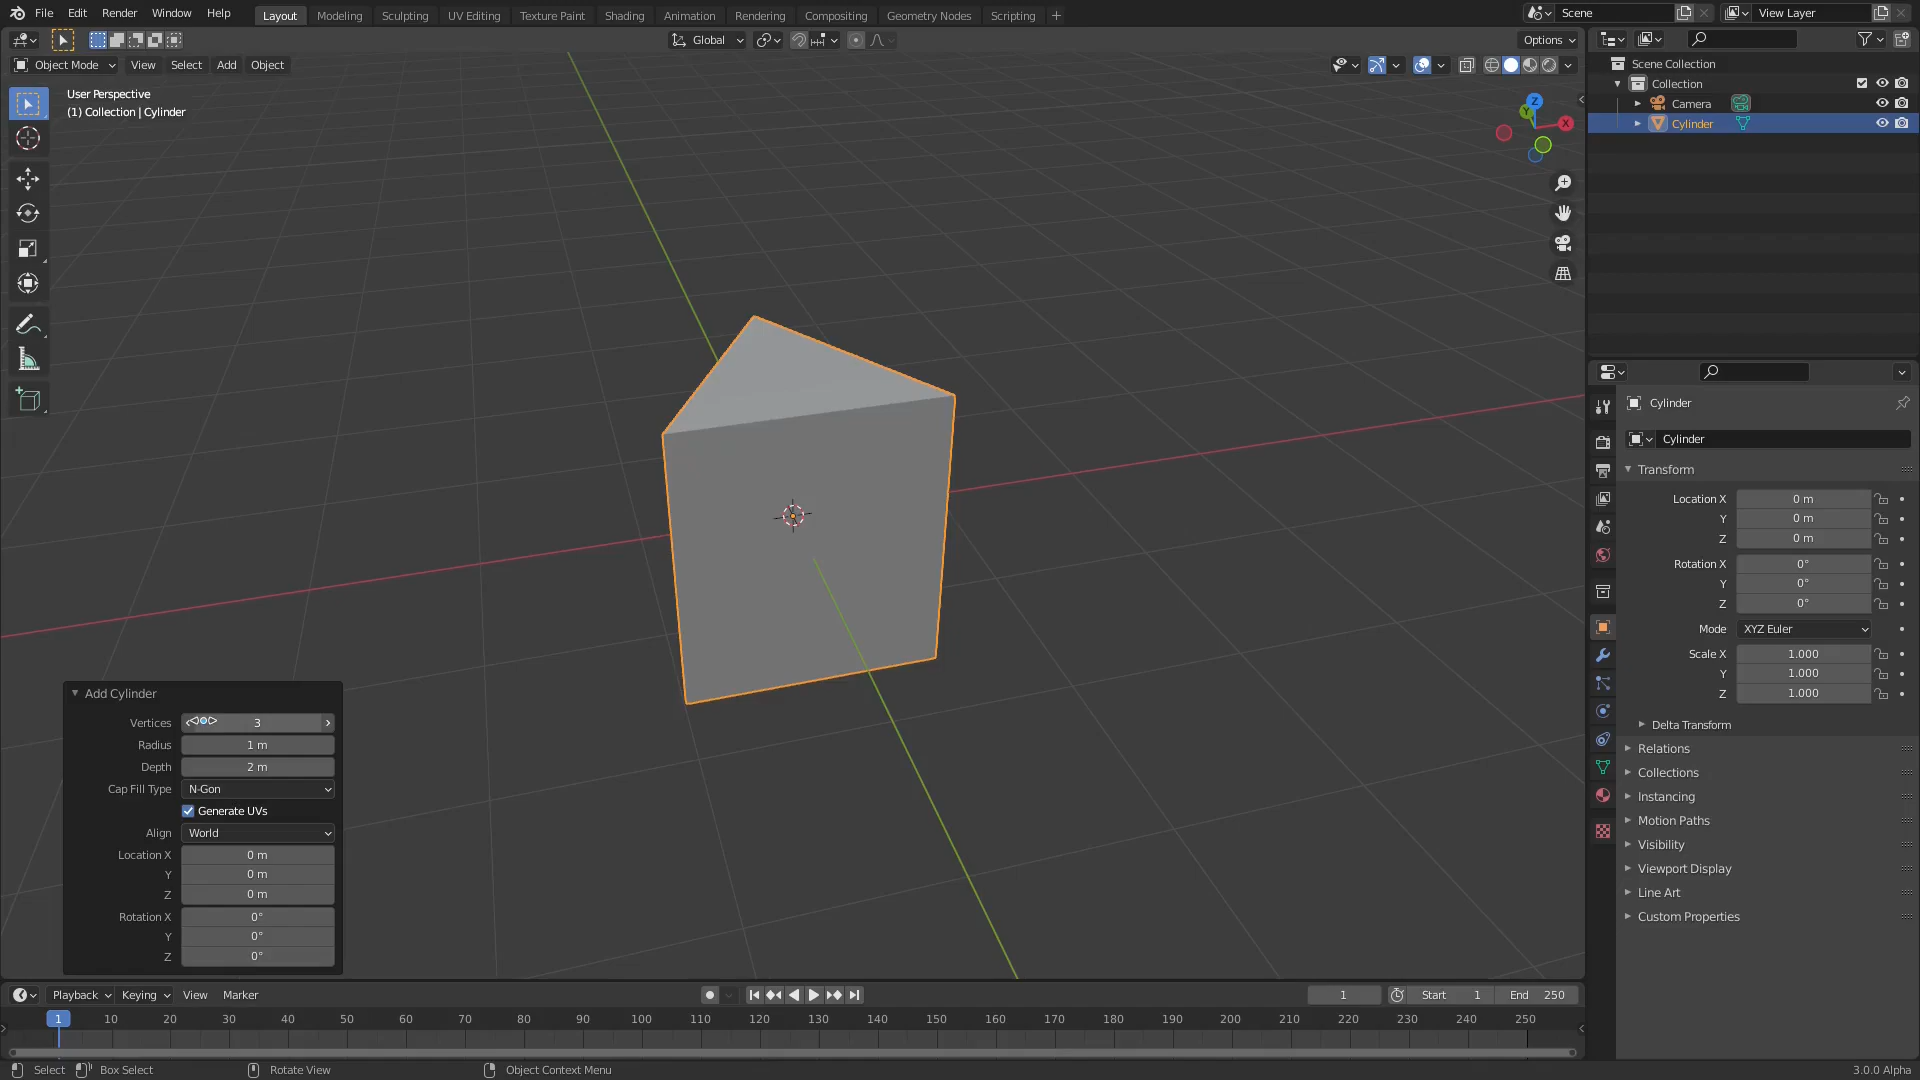 File Edit Render Window Help Layout Modeling Sculpting UV Editing Texture Paint Shading Animation Rendering Compositing Geometry Nodes Scripting Scene View Layer
Global Options
Object Mode View Select Add Object
User Perspective
(1) Collection | Cylinder
Z
Y
X
Scene Collection
Collection
Camera
Cylinder
Cylinder
Cylinder
Transform
Location X 0 m
Y 0 m
Z 0 m
Rotation X 0°
Y 0°
Z 0°
Mode XYZ Euler
Scale X 1.000
Y 1.000
Z 1.000
Delta Transform
Relations
Collections
Instancing
Motion Paths
Visibility
Viewport Display
Line Art
Custom Properties
Add Cylinder
Vertices 3
Radius 1 m
Depth 2 m
Cap Fill Type N-Gon
Generate UVs
Align World
Location X 0 m
Y 0 m
Z 0 m
Rotation X 0°
Y 0°
Z 0°
Playback Keying View Marker 1 Start 1 End 250
1 10 20 30 40 50 60 70 80 90 100 110 120 130 140 150 160 170 180 190 200 210 220 230 240 250
Select Box Select Rotate View Object Context Menu 3.0.0 Alpha